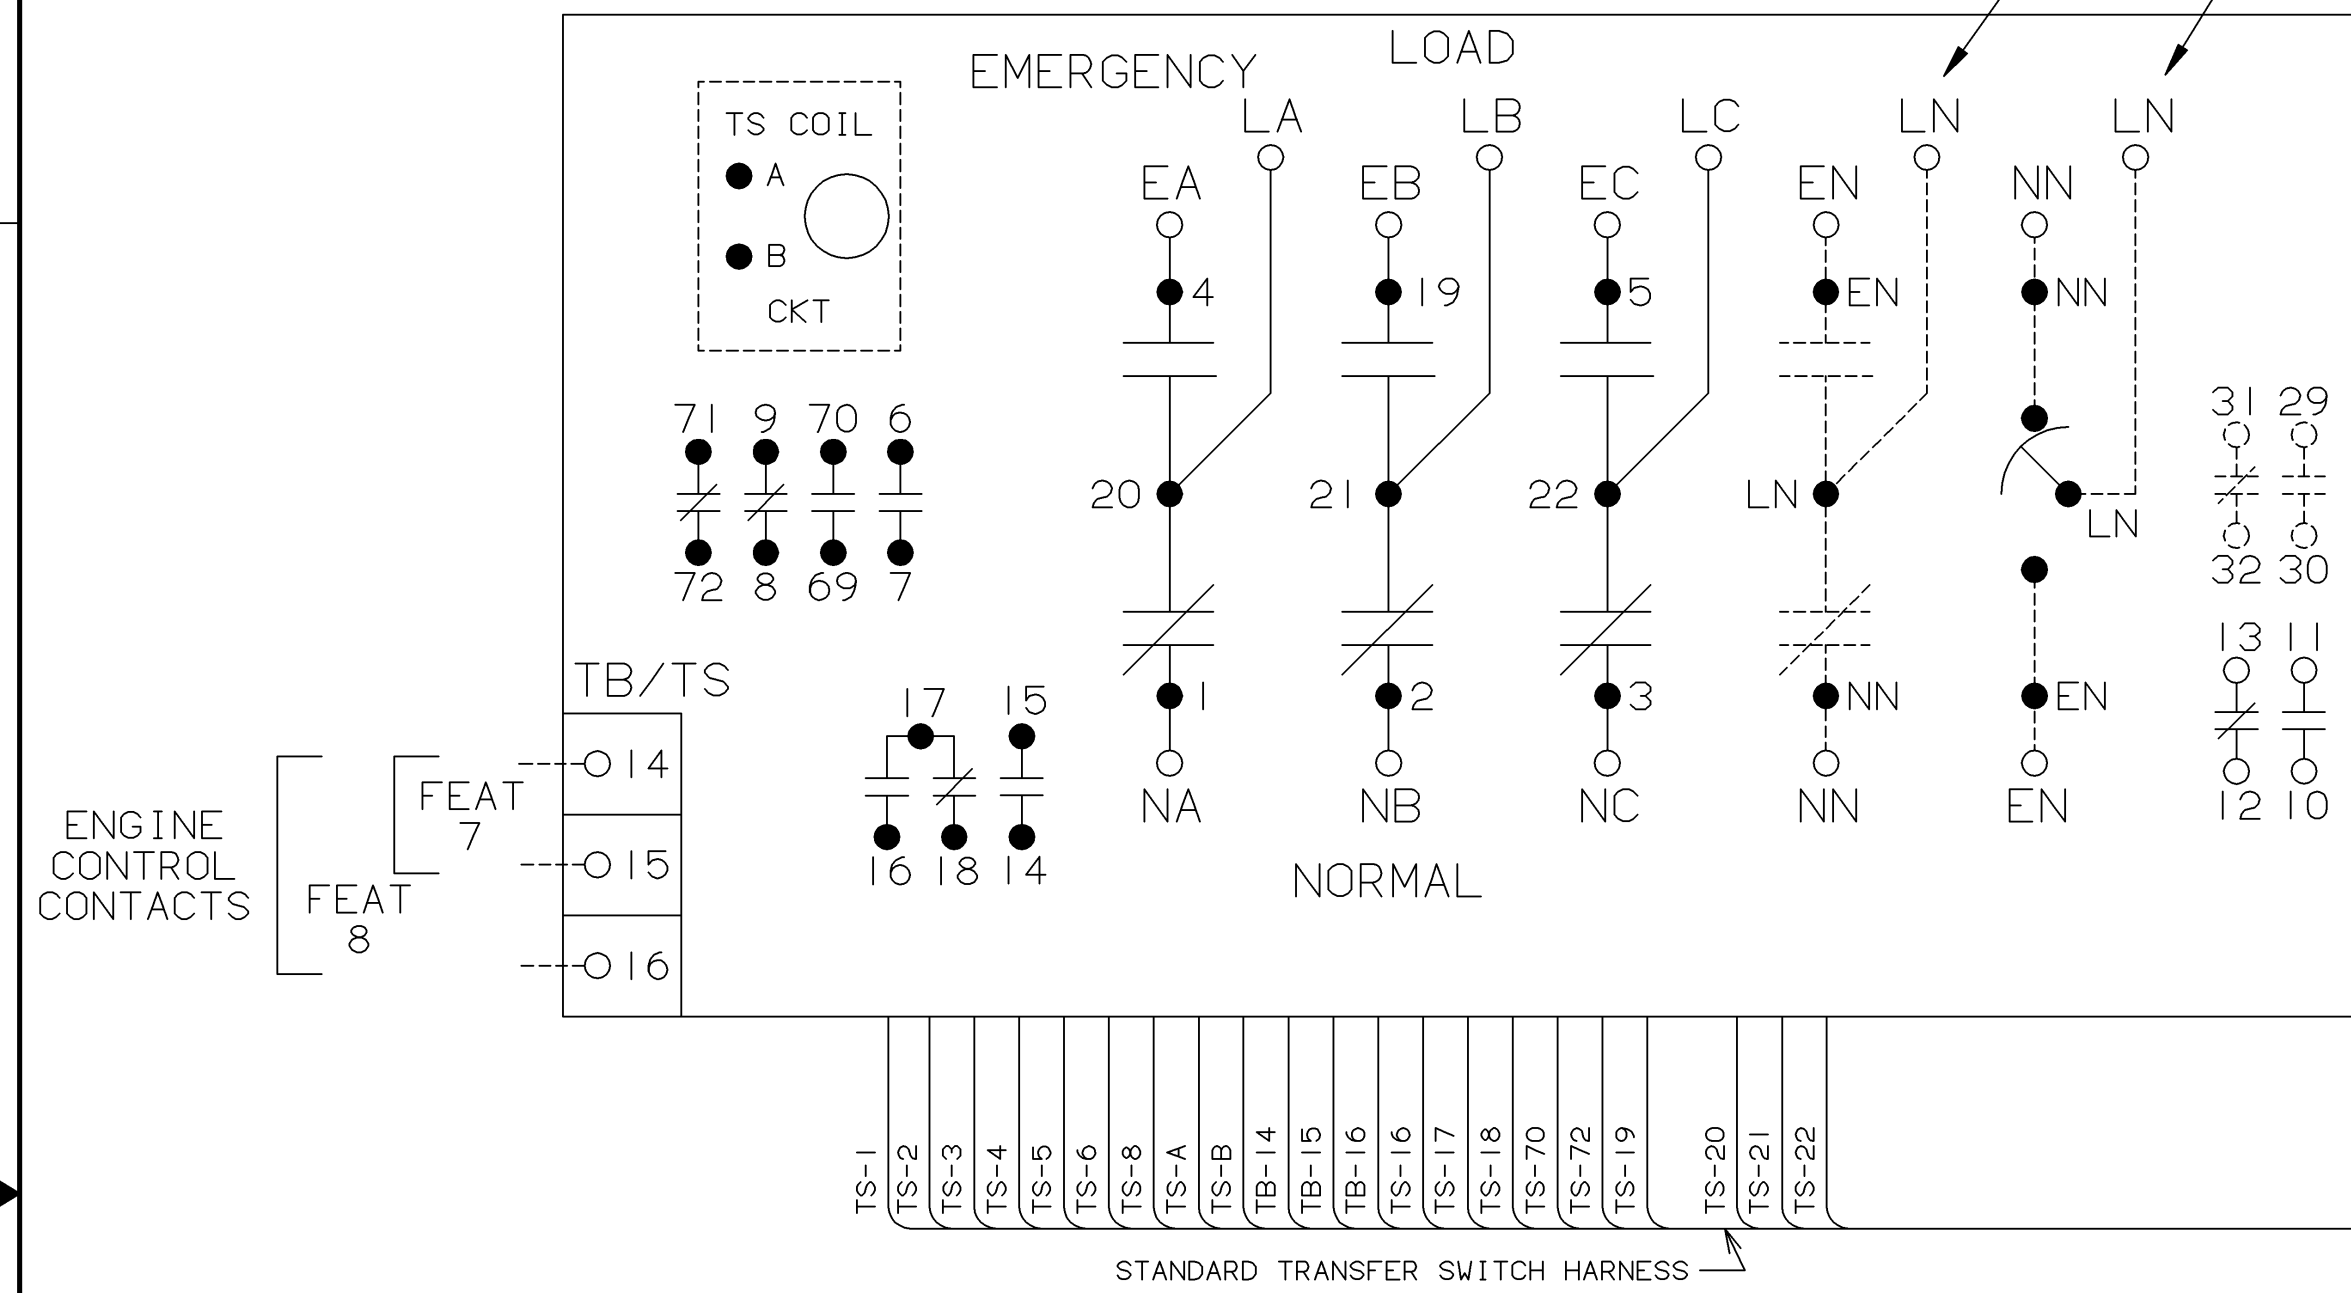 LOAD
EMERGENCY
LA LB LC LN LN
TS COIL
A
B
CKT
EA EB EC EN NN
4 19 5 EN NN
71 9 70 6
72 8 69 7
20 21 22 LN LN
31 29
32 30
13 11
12 10
TB/TS
14
15
16
17 15
16 18 14
1 2 3 NN EN
NA NB NC NN EN
NORMAL
ENGINE
CONTROL
CONTACTS
FEAT
7
FEAT
8
TS-1
TS-2
TS-3
TS-4
TS-5
TS-6
TS-8
TS-A
TS-B
TB-14
TB-15
TB-16
TS-16
TS-17
TS-18
TS-70
TS-72
TS-19
TS-20
TS-21
TS-22
STANDARD TRANSFER SWITCH HARNESS